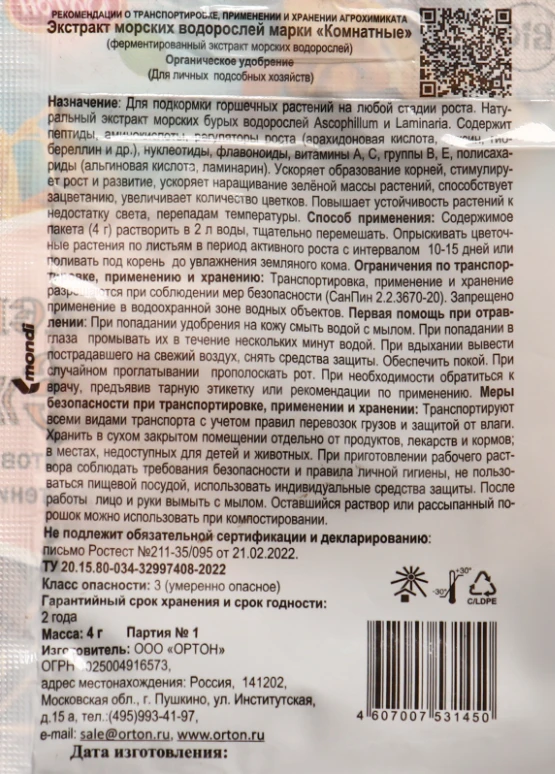 РЕКОМЕНДАЦИИ О ТРАНСПОРТИРОВКЕ, ПРИМЕНЕНИИ И ХРАНЕНИИ АГРОХИМИКАТА
Экстракт морских водорослей марки «Комнатные»
(ферментированный экстракт морских водорослей)
Органическое удобрение
(Для личных подсобных хозяйств)
Назначение: Для подкормки горшечных растений на любой стадии роста. Нату-
ральный экстракт морских бурых водорослей Ascophillum и Laminaria. Содержит
пептиды, аминокислоты, регуляторы роста (арахидоновая кислота,
береллин и др.), нуклеотиды, флавоноиды, витамины А, С, группы В, Е, полисаха-
риды (альгиновая кислота, ламинарин). Ускоряет образование корней, стимулиру-
ет рост и развитие, ускоряет наращивание зелёной массы растений, способствует
зацветанию, увеличивает количество цветков. Повышает устойчивость растений к
недостатку света, перепадам температуры. Способ применения: Содержимое
пакета (4 г) растворить в 2 л воды, тщательно перемешать. Опрыскивать цветоч-
ные растения по листьям в период активного роста с интервалом 10-15 дней или
поливать под корень до увлажнения земляного кома. Ограничения по транспор-
тировке, применению и хранению: Транспортировка, применение и хранение
разрешается при соблюдении мер безопасности (СанПин 2.2.3670-20). Запрещено
применение в водоохранной зоне водных объектов. Первая помощь при отрав-
лении: При попадании удобрения на кожу смыть водой с мылом. При попадании в
глаза промывать их в течение нескольких минут водой. При вдыхании вывести
пострадавшего на свежий воздух, снять средства защиты. Обеспечить покой. При
случайном проглатывании прополоскать рот. При необходимости обратиться к
врачу, предъявив тарную этикетку или рекомендации по применению. Меры
безопасности при транспортировке, применении и хранении: Транспортируют
всеми видами транспорта с учетом правил перевозок грузов и защитой от влаги.
Хранить в сухом закрытом помещении отдельно от продуктов, лекарств и кормов;
в местах, недоступных для детей и животных. При приготовлении рабочего раст-
вора соблюдать требования безопасности и правила личной гигиены, не пользо-
ваться пищевой посудой, использовать индивидуальные средства защиты. После
работы лицо и руки вымыть с мылом. Оставшийся раствор или рассыпанный по-
рошок можно использовать при компостировании.
Не подлежит обязательной сертификации и декларированию:
письмо Ростест №211-35/095 от 21.02.2022.
ТУ 20.15.80-034-32997408-2022
Класс опасности: 3 (умеренно опасное)
Гарантийный срок хранения и срок годности:
2 года
Масса: 4 г Партия № 1
Изготовитель: ООО «ОРТОН»
ОГРН 025004916573,
адрес местонахождения: Россия, 141202,
Московская обл., г. Пушкино, ул. Институтская,
д.15 а, тел.:(495)993-41-97,
e-mail: sale@orton.ru, www.orton.ru
Дата изготовления:
mondi
-30° +30°
C/LDPE
4 607007 531450